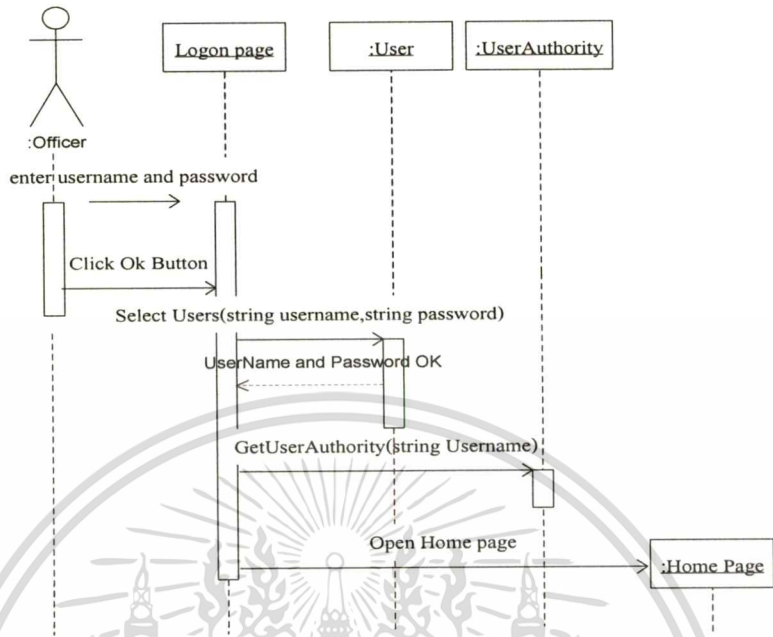 Logon page
:User
:UserAuthority
:Officer
enter username and password
Click Ok Button
Select Users(string username,string password)
UserName and Password OK
GetUserAuthority(string Username)
Open Home page
:Home Page